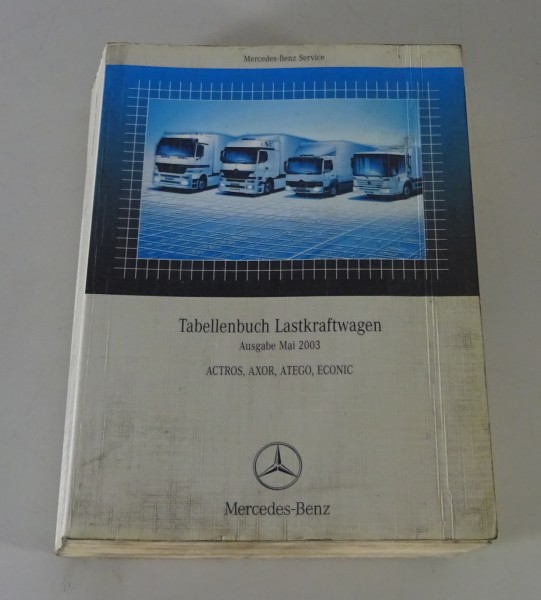 Mercedes-Benz Service
Tabellenbuch Lastkraftwagen
Ausgabe Mai 2003
ACTROS, AXOR, ATEGO, ECONIC
Mercedes-Benz